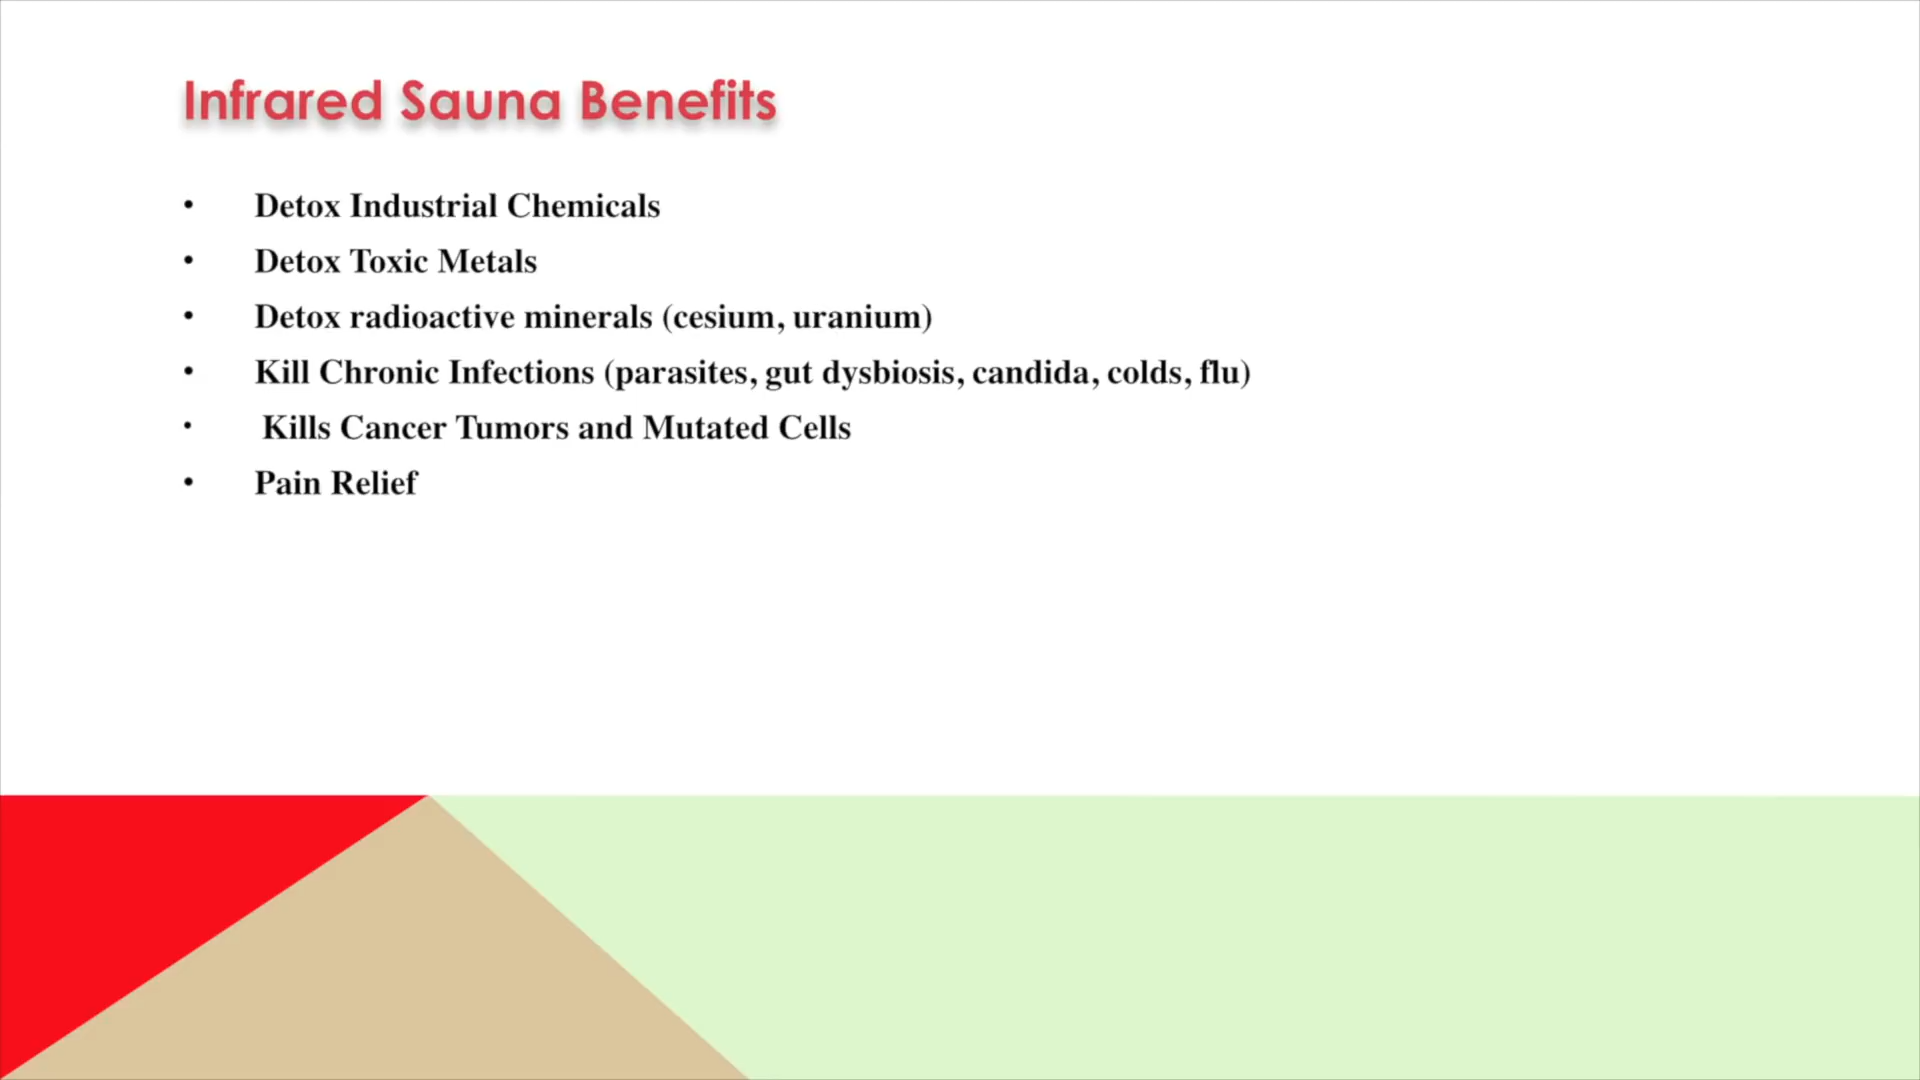 Infrared Sauna Benefits
• Detox Industrial Chemicals
• Detox Toxic Metals
• Detox radioactive minerals (cesium, uranium)
• Kill Chronic Infections (parasites, gut dysbiosis, candida, colds, flu)
• Kills Cancer Tumors and Mutated Cells
• Pain Relief